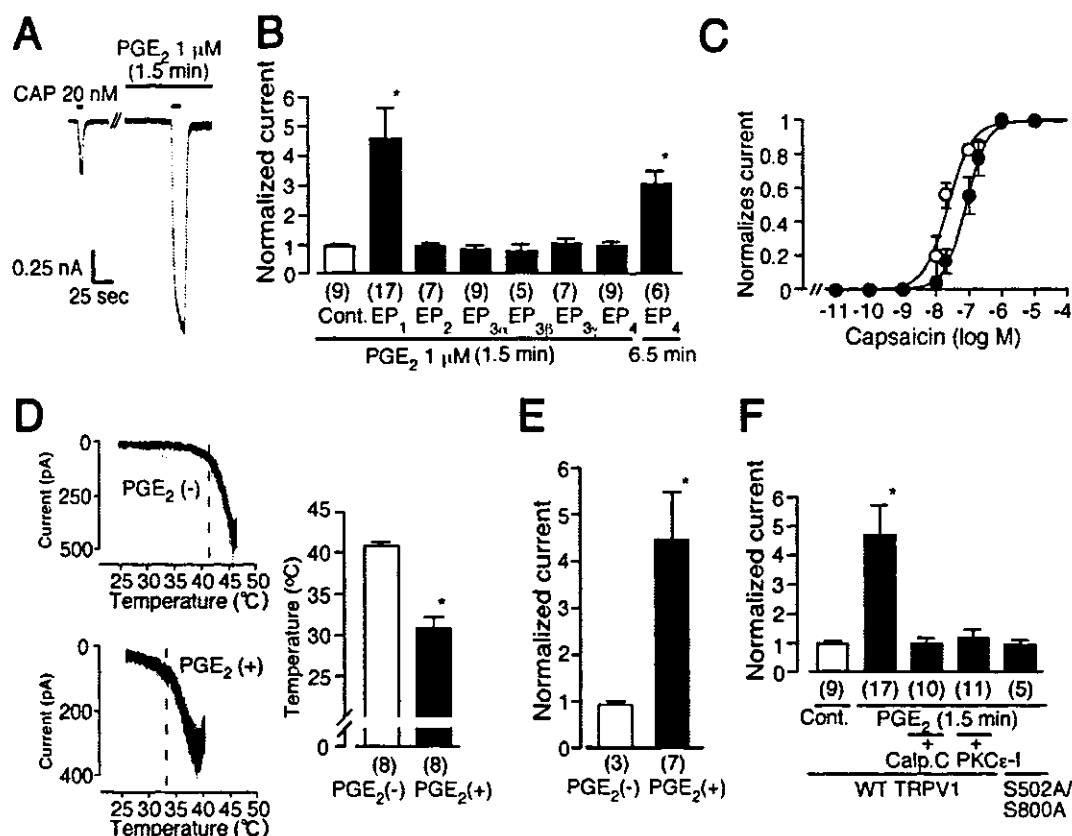 A
PGE2 1 μM
(1.5 min)
CAP 20 nM
0.25 nA
25 sec
B
Normalized current
6
5
4
3
2
1
0
*
*
(9) (17) (7) (9) (5) (7) (9) (6)
Cont. EP1 EP2 EP3α EP3β EP3γ EP4 EP4
PGE2 1 μM (1.5 min) 6.5 min
C
Normalizes current
1
0.8
0.6
0.4
0.2
0
-11 -10 -9 -8 -7 -6 -5 -4
Capsaicin (log M)
D
Current (pA)
0
250
500
PGE2 (-)
25 30 35 40 45 50
Temperature (°C)
Current (pA)
0
200
400
PGE2 (+)
25 30 35 40 45 50
Temperature (°C)
Temperature (°C)
45
40
35
30
25
0
*
(8) (8)
PGE2(-) PGE2(+)
E
Normalized current
6
5
4
3
2
1
0
*
(3) (7)
PGE2(-) PGE2(+)
F
Normalized current
6
5
4
3
2
1
0
*
(9) (17) (10) (11) (5)
Cont. PGE2 (1.5 min)
+ +
Calp.C PKCε-I
WT TRPV1 S502A/
S800A